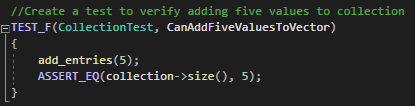 //Create a test to verify adding five values to collection
TEST_F(CollectionTest, CanAddFiveValuesToVector)
{
    add_entries(5);
    ASSERT_EQ(collection->size(), 5);
}